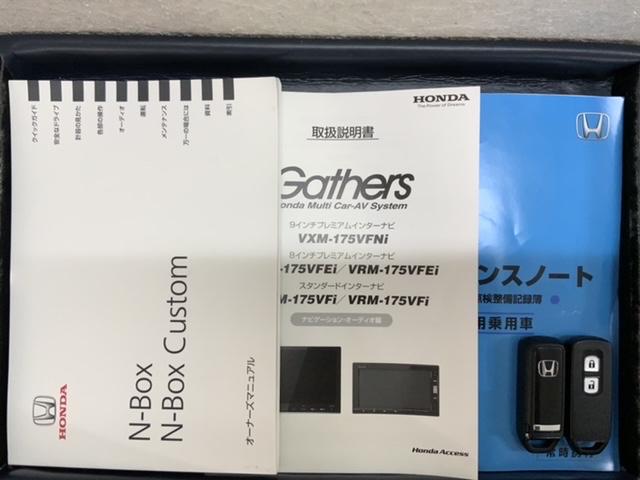 クイックガイド
安全なドライブ
計器の見かた
各部の操作
オーディオ
運転
メンテナンス
万一の場合には
資料
索引
N-Box
N-Box Custom
オーナーズマニュアル
HONDA
HONDA
The Power of Dreams
取扱説明書
Gathers
onda Multi Car-AV System
9インチプレミアムインターナビ
VXM-175VFNi
8インチプレミアムインターナビ
-175VFEi/VRM-175VFEi
スタンダードインターナビ
M-175VFi/VRM-175VFi
ナビゲーション・オーディオ編
Honda Access
ンスノート
点検整備記録簿
用乗用車